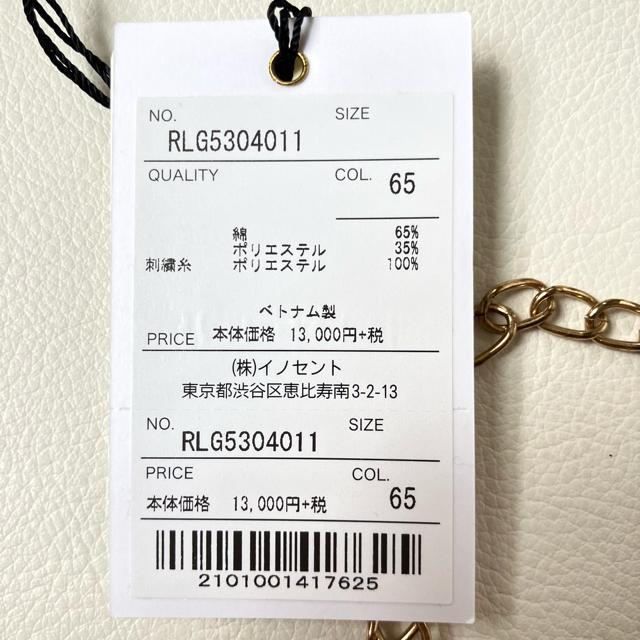 NO. SIZE
RLG5304011
QUALITY COL. 65
綿 65%
ポリエステル 35%
刺繍糸 ポリエステル 100%
ベトナム製
PRICE 本体価格 13,000円+税
(株)イノセント
東京都渋谷区恵比寿南3-2-13
NO. SIZE
RLG5304011
PRICE COL.
本体価格 13,000円+税 65
2101001417625